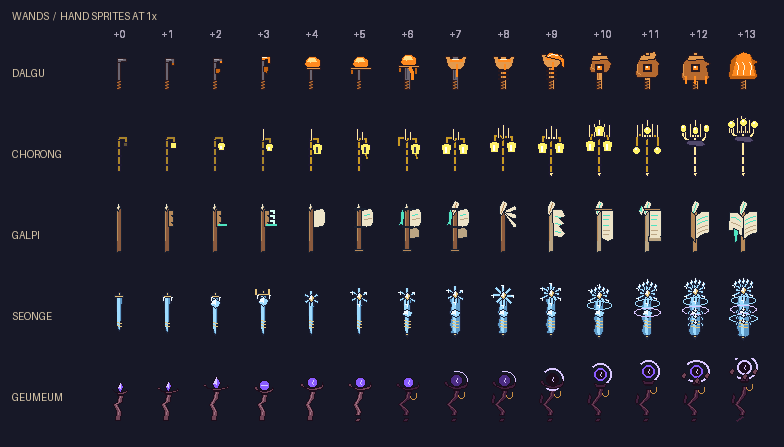 WANDS / HAND SPRITES AT 1x
+0 +1 +2 +3 +4 +5 +6 +7 +8 +9 +10 +11 +12 +13
DALGU
CHORONG
GALPI
SEONGE
GEUMEUM